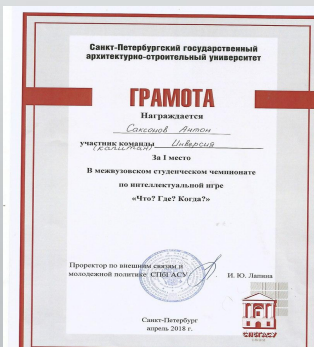 Санкт-Петербургский государственный
архитектурно-строительный университет
ГРАМОТА
Награждается
Саксонов Антон
участник команды Инверсия
(капитан)
За I место
В межвузовском студенческом чемпионате
по интеллектуальной игре
«Что? Где? Когда?»
Проректор по внешним связям и
молодежной политике СПбГАСУ
И. Ю. Лапина
СПбГАСУ
Санкт-Петербург
апрель 2018 г.